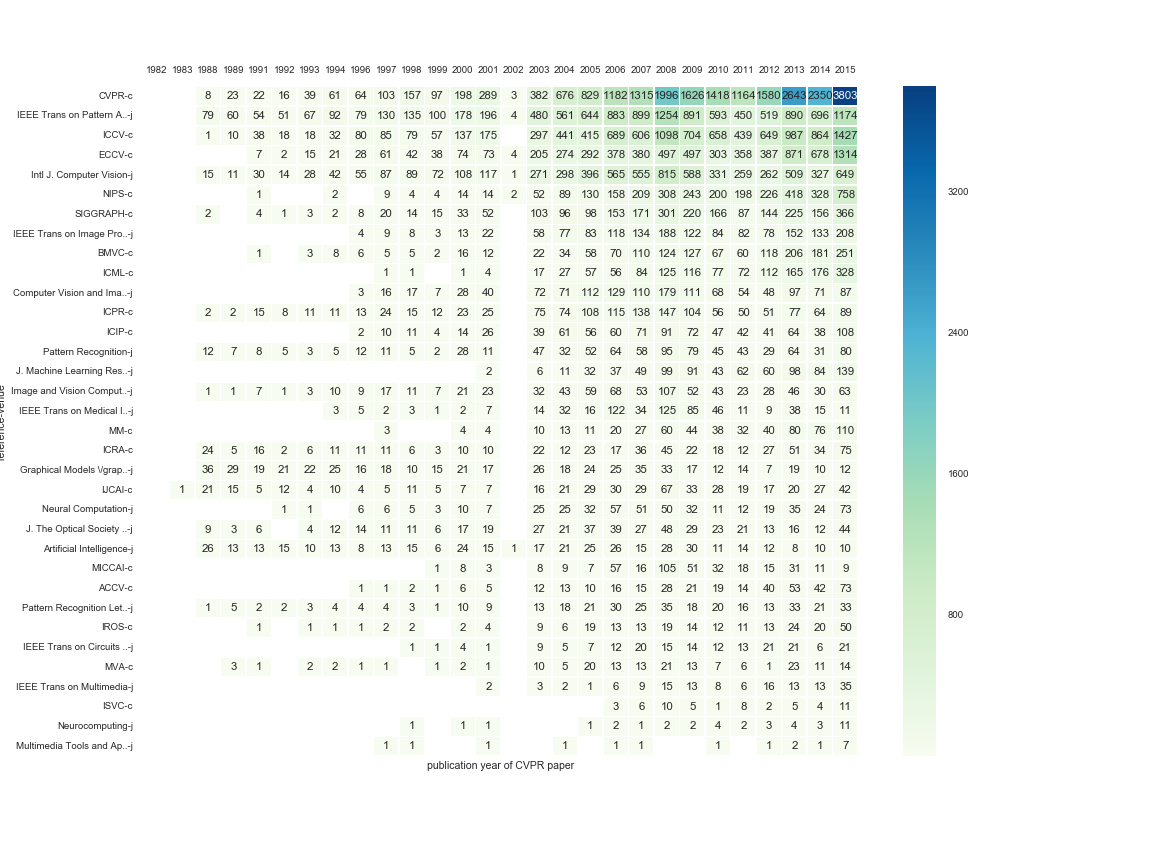 1982 1983 1988 1989 1991 1992 1993 1994 1996 1997 1998 1999 2000 2001 2002 2003 2004 2005 2006 2007 2008 2009 2010 2011 2012 2013 2014 2015
CVPR-c 8 23 22 16 39 61 64 103 157 97 198 289 3 382 676 829 1182 1315 1996 1626 1418 1164 1580 2643 2350 3803
IEEE Trans on Pattern A..-j 79 60 54 51 67 92 79 130 135 100 178 196 4 480 561 644 883 899 1254 891 593 450 519 890 696 1174
ICCV-c 1 10 38 18 18 32 80 85 79 57 137 175 297 441 415 689 606 1098 704 658 439 649 987 864 1427
ECCV-c 7 2 15 21 28 61 42 38 74 73 4 205 274 292 378 380 497 497 303 358 387 871 678 1314
Intl J. Computer Vision-j 15 11 30 14 28 42 55 87 89 72 108 117 1 271 298 396 565 555 815 588 331 259 262 509 327 649
NIPS-c 1 2 9 4 4 14 14 2 52 89 130 158 209 308 243 200 198 226 418 328 758
SIGGRAPH-c 2 4 1 3 2 8 20 14 15 33 52 103 96 98 153 171 301 220 166 87 144 225 156 366
IEEE Trans on Image Pro..-j 4 9 8 3 13 22 58 77 83 118 134 188 122 84 82 78 152 133 208
BMVC-c 1 3 8 6 5 5 2 16 12 22 34 58 70 110 124 127 67 60 118 206 181 251
ICML-c 1 1 1 4 17 27 57 56 84 125 116 77 72 112 165 176 328
Computer Vision and Ima..-j 3 16 17 7 28 40 72 71 112 129 110 179 111 68 54 48 97 71 87
ICPR-c 2 2 15 8 11 11 13 24 15 12 23 25 75 74 108 115 138 147 104 56 50 51 77 64 89
ICIP-c 2 10 11 4 14 26 39 61 56 60 71 91 72 47 42 41 64 38 108
Pattern Recognition-j 12 7 8 5 3 5 12 11 5 2 28 11 47 32 52 64 58 95 79 45 43 29 64 31 80
J. Machine Learning Res..-j 2 6 11 32 37 49 99 91 43 62 60 98 84 139
Image and Vision Comput..-j 1 1 7 1 3 10 9 17 11 7 21 23 32 43 59 68 53 107 52 43 23 28 46 30 63
IEEE Trans on Medical I..-j 3 5 2 3 1 2 7 14 32 16 122 34 125 85 46 11 9 38 15 11
MM-c 3 4 4 10 13 11 20 27 60 44 38 32 40 80 76 110
ICRA-c 24 5 16 2 6 11 11 11 6 3 10 10 22 12 23 17 36 45 22 18 12 27 51 34 75
Graphical Models \/grap..-j 36 29 19 21 22 25 16 18 10 15 21 17 26 18 24 25 35 33 17 12 14 7 19 10 12
IJCAI-c 1 21 15 5 12 4 10 4 5 11 5 7 7 16 21 29 30 29 67 33 28 19 17 20 27 42
Neural Computation-j 1 1 6 6 5 3 10 7 25 25 32 57 51 50 32 11 12 19 35 24 73
J. The Optical Society ..-j 9 3 6 4 12 14 11 11 6 17 19 27 21 37 39 27 48 29 23 21 13 16 12 44
Artificial Intelligence-j 26 13 13 15 10 13 8 13 15 6 24 15 1 17 21 25 26 15 28 30 11 14 12 8 10 10
MICCAI-c 1 8 3 8 9 7 57 16 105 51 32 18 15 31 11 9
ACCV-c 1 1 2 1 6 5 12 13 10 16 15 28 21 19 14 40 53 42 73
Pattern Recognition Let..-j 1 5 2 2 3 4 4 4 3 1 10 9 13 18 21 30 25 35 18 20 16 13 33 21 33
IROS-c 1 1 1 1 2 2 2 4 9 6 19 13 13 19 14 12 11 13 24 20 50
IEEE Trans on Circuits ..-j 1 1 4 1 9 5 7 12 20 15 14 12 13 21 21 6 21
MVA-c 3 1 2 2 1 1 1 2 1 10 5 20 13 13 21 13 7 6 1 23 11 14
IEEE Trans on Multimedia-j 2 3 2 1 6 9 15 13 8 6 16 13 13 35
ISVC-c 3 6 10 5 1 8 2 5 4 11
Neurocomputing-j 1 1 1 1 2 1 2 2 4 2 3 4 3 11
Multimedia Tools and Ap..-j 1 1 1 1 1 1 1 1 2 1 7
publication year of CVPR paper
3200
2400
1600
800